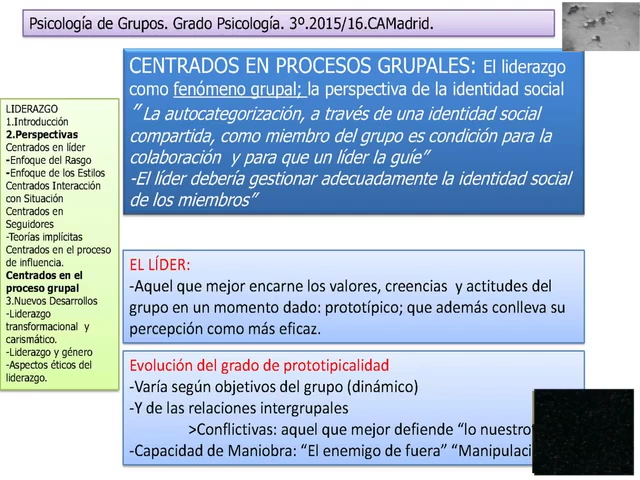 Psicología de Grupos. Grado Psicología. 3º.2015/16.CAMadrid.
LIDERAZGO
1.Introducción
2.Perspectivas
Centrados en líder
-Enfoque del Rasgo
-Enfoque de los Estilos
Centrados Interacción
con Situación
Centrados en
Seguidores
-Teorías implícitas
Centrados en el proceso
de influencia.
Centrados en el
proceso grupal
3.Nuevos Desarrollos
-Liderazgo
transformacional y
carismático.
-Liderazgo y género
-Aspectos éticos del
liderazgo.
CENTRADOS EN PROCESOS GRUPALES: El liderazgo
como fenómeno grupal; la perspectiva de la identidad social
” La autocategorización, a través de una identidad social
compartida, como miembro del grupo es condición para la
colaboración y para que un líder la guíe”
-El líder debería gestionar adecuadamente la identidad social
de los miembros”
EL LÍDER:
-Aquel que mejor encarne los valores, creencias y actitudes del
grupo en un momento dado: prototípico; que además conlleva su
percepción como más eficaz.
Evolución del grado de prototipicalidad
-Varía según objetivos del grupo (dinámico)
-Y de las relaciones intergrupales
>Conflictivas: aquel que mejor defiende “lo nuestro
-Capacidad de Maniobra: “El enemigo de fuera”